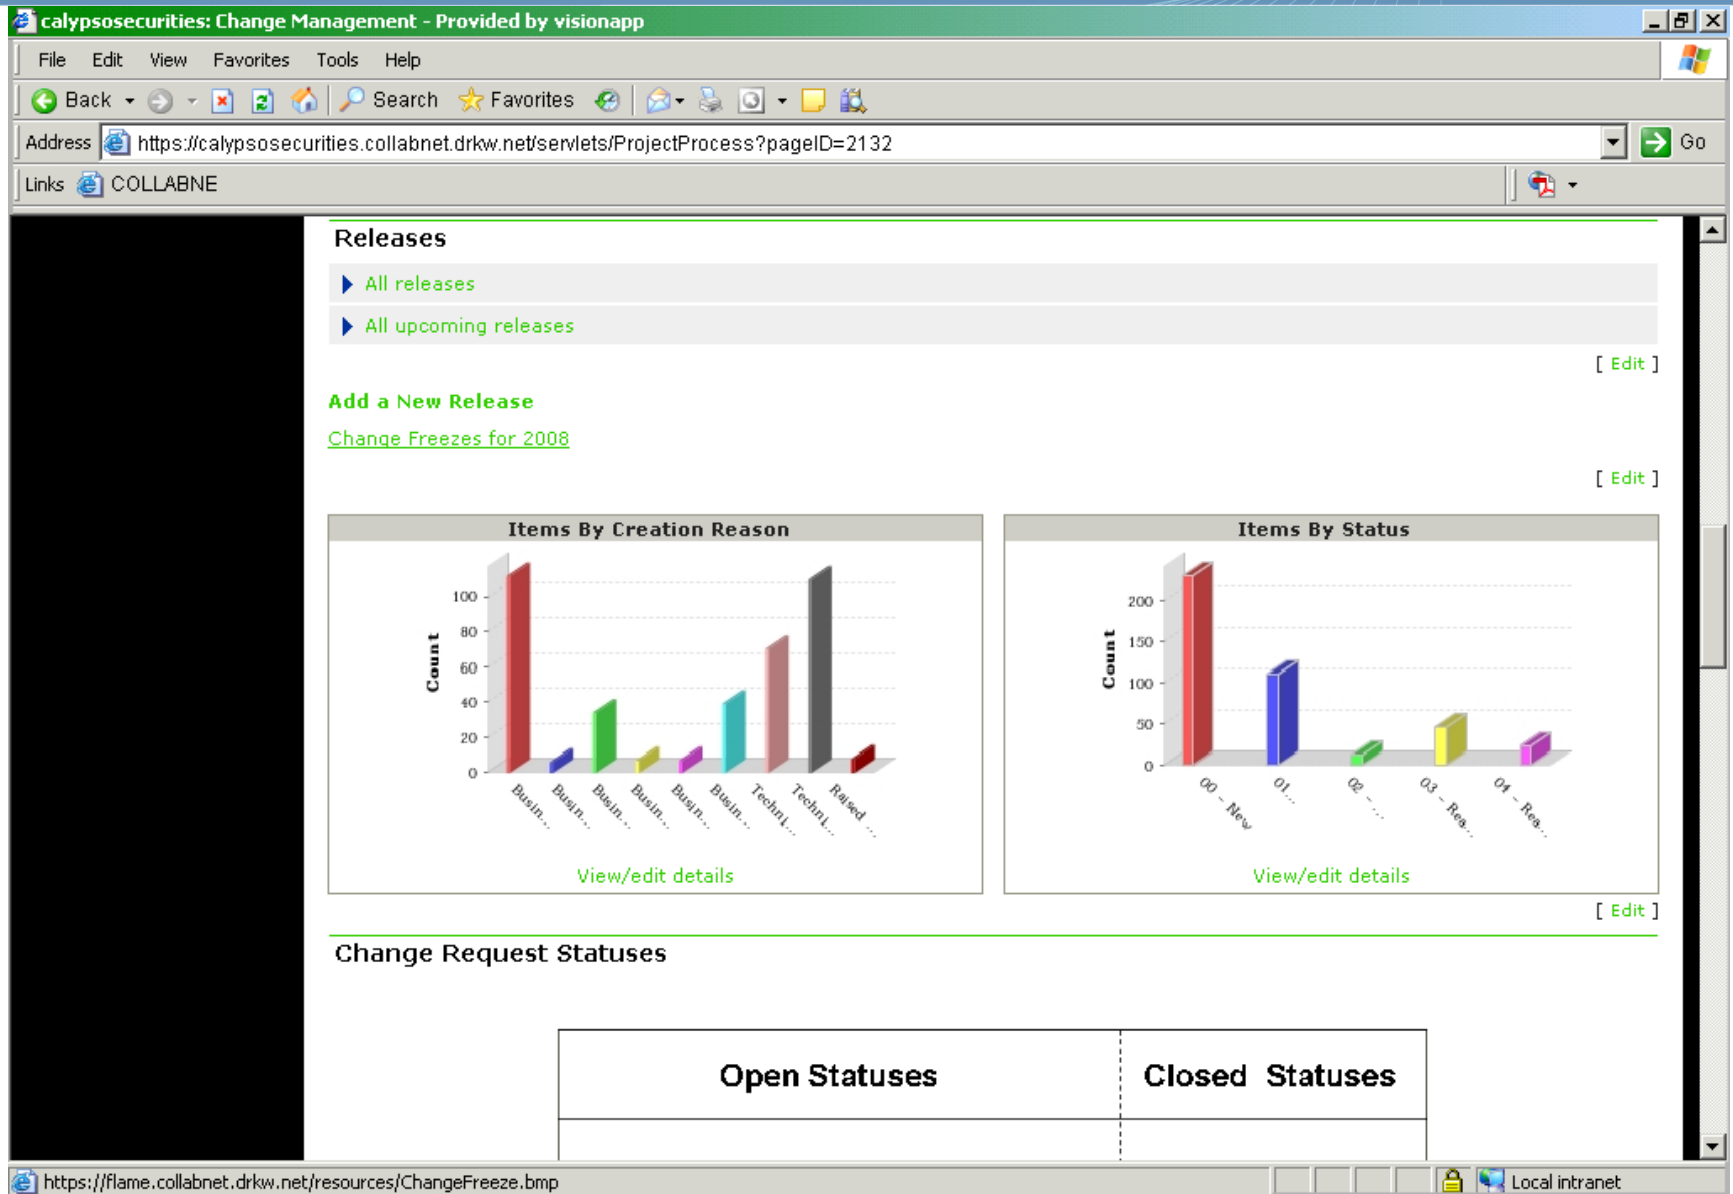 calypsosecurities: Change Management - Provided by visionapp
File Edit View Favorites Tools Help
Back Search Favorites
Address https://calypsosecurities.collabnet.drkw.net/servlets/ProjectProcess?pageID=2132 Go
Links COLLABNE
Releases
All releases
All upcoming releases
[ Edit ]
Add a New Release
Change Freezes for 2008
[ Edit ]
Items By Creation Reason
Count
100
80
60
40
20
0
Busin...
Busin...
Busin...
Busin...
Busin...
Busin...
Techni...
Techni...
Raised ...
View/edit details
Items By Status
Count
200
150
100
50
0
00 - New
01...
02 - ...
03 - Rea...
04 - Rea...
View/edit details
[ Edit ]
Change Request Statuses
Open Statuses
Closed Statuses
https://flame.collabnet.drkw.net/resources/ChangeFreeze.bmp
Local intranet